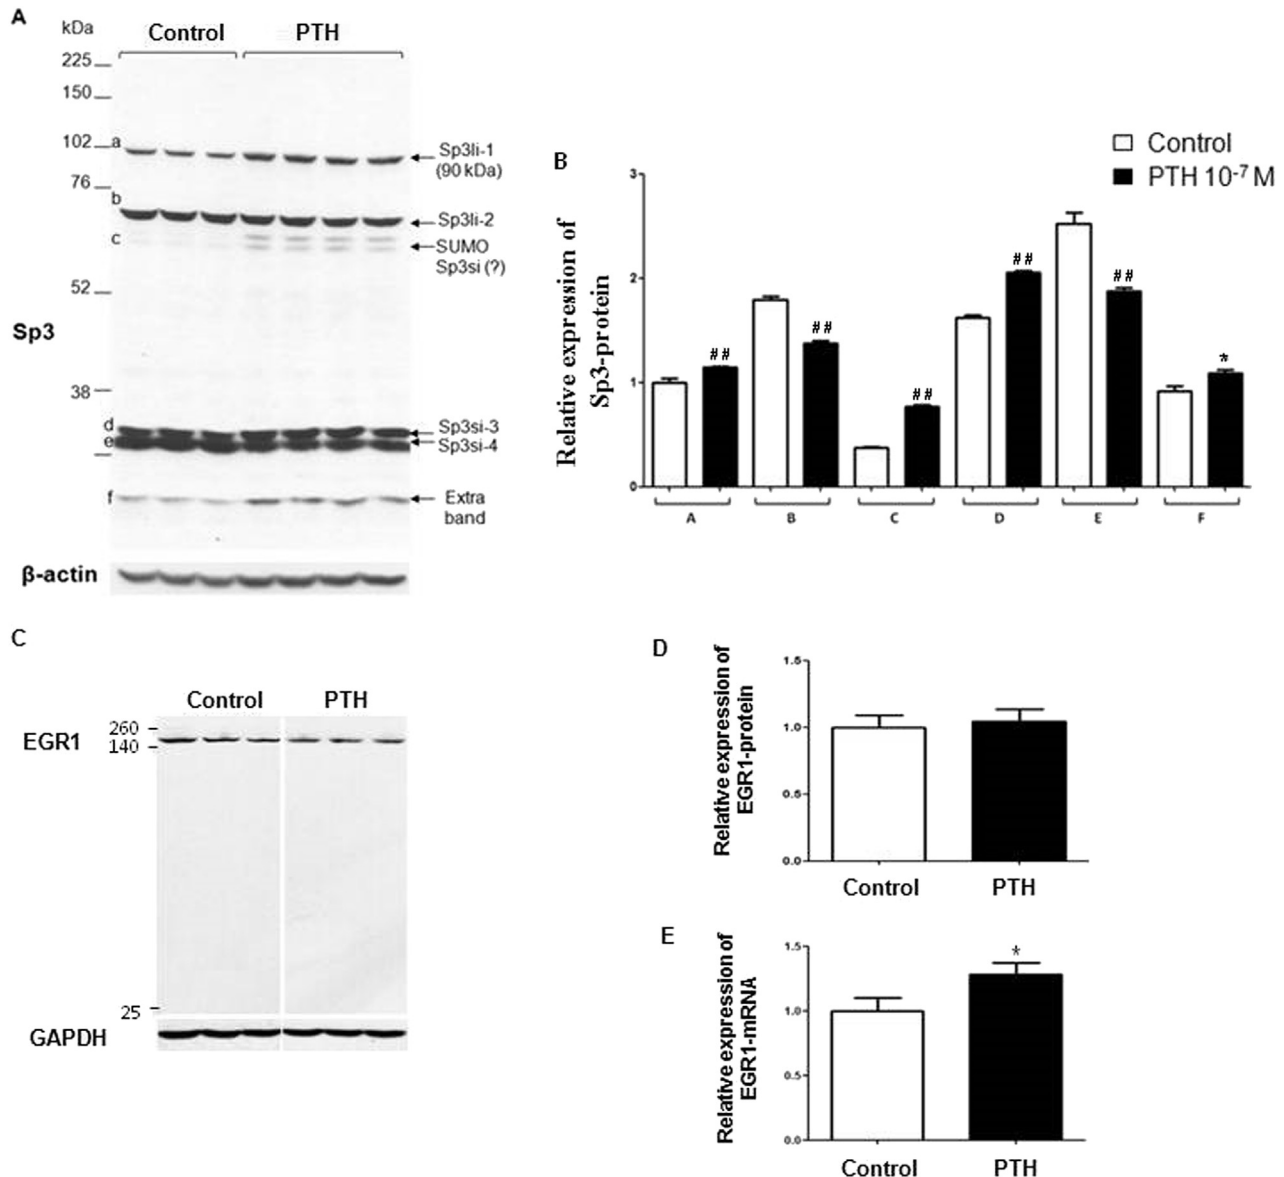 A
kDa
Control
PTH
225
150
102
76
52
38
a
b
c
d
e
f
Sp3li-1
(90 kDa)
Sp3li-2
SUMO
Sp3si (?)
Sp3si-3
Sp3si-4
Extra
band
Sp3
β-actin
B
Control
PTH 10-7 M
Relative expression of
Sp3-protein
3
2
1
0
##
##
##
##
##
*
A
B
C
D
E
F
C
Control
PTH
EGR1
260
140
25
GAPDH
D
Relative expression of
EGR1-protein
1.5
1.0
0.5
0.0
Control
PTH
E
Relative expression of
EGR1-mRNA
1.5
1.0
0.5
0.0
*
Control
PTH